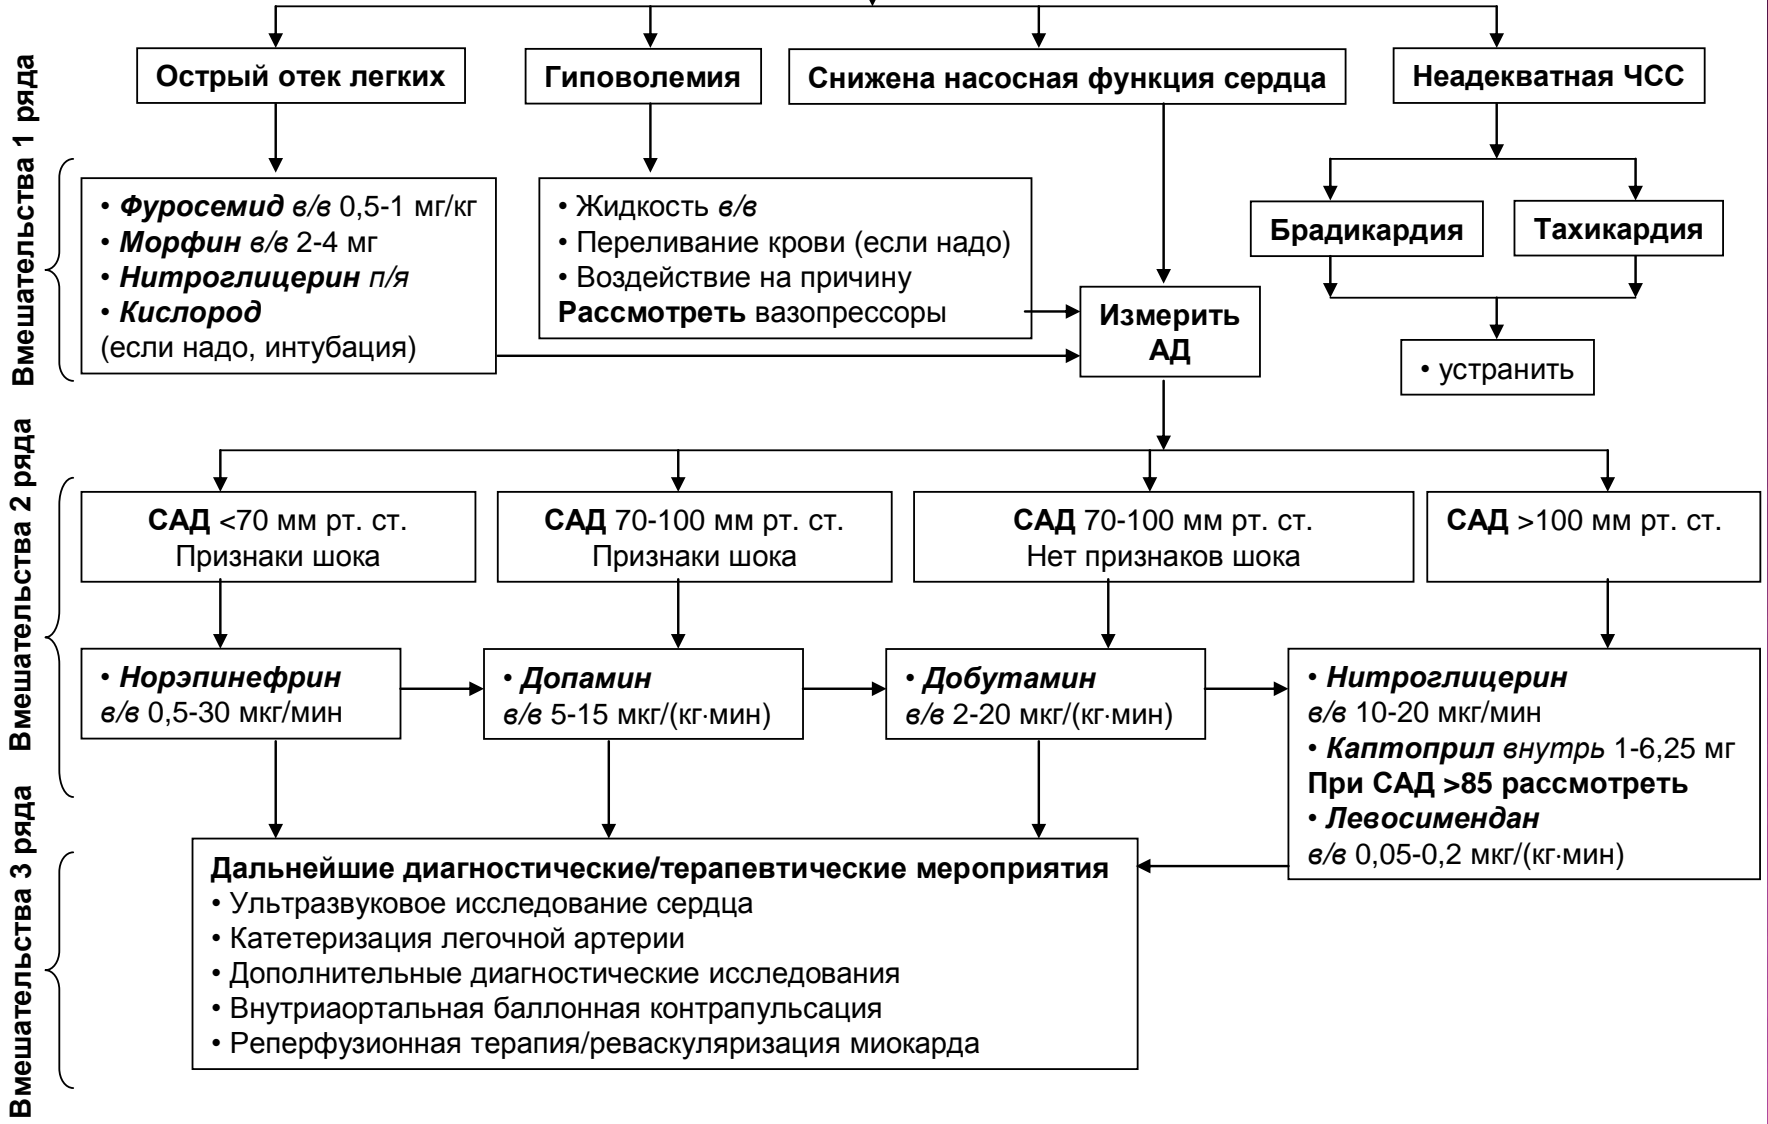 Острый отек легких
Гиповолемия
Снижена насосная функция сердца
Неадекватная ЧСС
Вмешательства 1 ряда
• Фуросемид в/в 0,5-1 мг/кг
• Морфин в/в 2-4 мг
• Нитроглицерин п/я
• Кислород
(если надо, интубация)
• Жидкость в/в
• Переливание крови (если надо)
• Воздействие на причину
Рассмотреть вазопрессоры
Измерить
АД
Брадикардия
Тахикардия
• устранить
Вмешательства 2 ряда
САД <70 мм рт. ст.
Признаки шока
САД 70-100 мм рт. ст.
Признаки шока
САД 70-100 мм рт. ст.
Нет признаков шока
САД >100 мм рт. ст.
• Норэпинефрин
в/в 0,5-30 мкг/мин
• Допамин
в/в 5-15 мкг/(кг·мин)
• Добутамин
в/в 2-20 мкг/(кг·мин)
• Нитроглицерин
в/в 10-20 мкг/мин
• Каптоприл внутрь 1-6,25 мг
При САД >85 рассмотреть
• Левосимендан
в/в 0,05-0,2 мкг/(кг·мин)
Вмешательства 3 ряда
Дальнейшие диагностические/терапевтические мероприятия
• Ультразвуковое исследование сердца
• Катетеризация легочной артерии
• Дополнительные диагностические исследования
• Внутриаортальная баллонная контрапульсация
• Реперфузионная терапия/реваскуляризация миокарда